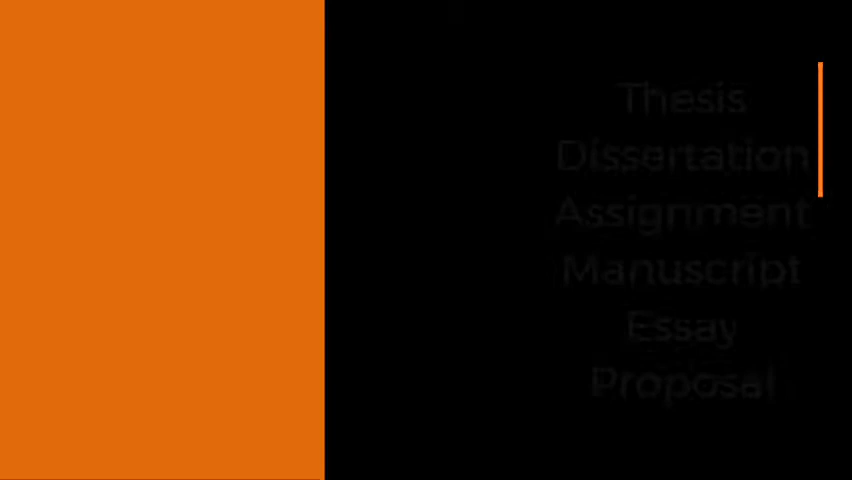 Thesis
Dissertation
Assignment
Manuscript
Essay
Proposal